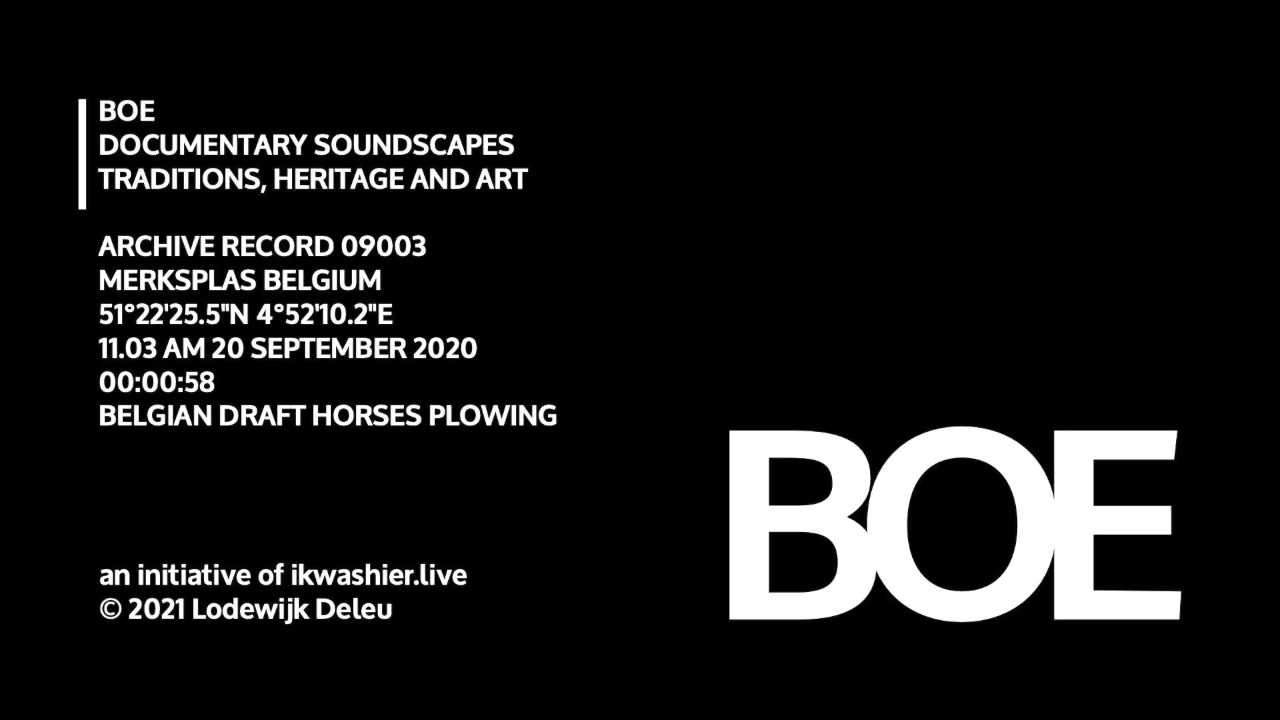 BOE
DOCUMENTARY SOUNDSCAPES
TRADITIONS, HERITAGE AND ART
ARCHIVE RECORD 09003
MERKSPLAS BELGIUM
51°22'25.5"N 4°52'10.2"E
11.03 AM 20 SEPTEMBER 2020
00:00:58
BELGIAN DRAFT HORSES PLOWING
BOE
an initiative of ikwashier.live
© 2021 Lodewijk Deleu